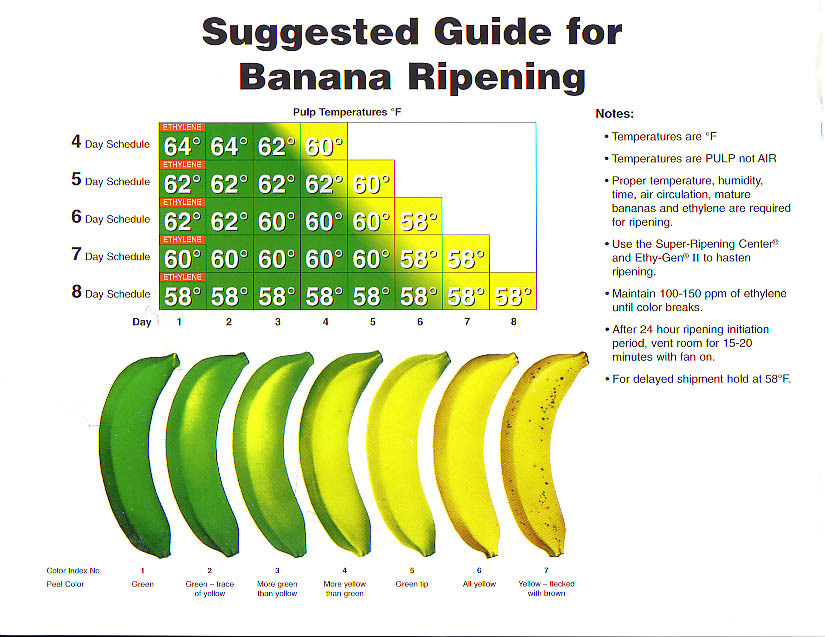 Suggested Guide for
Banana Ripening
Pulp Temperatures °F
ETHYLENE
4 Day Schedule 64° 64° 62° 60°
ETHYLENE
5 Day Schedule 62° 62° 62° 62° 60°
ETHYLENE
6 Day Schedule 62° 62° 60° 60° 60° 58°
ETHYLENE
7 Day Schedule 60° 60° 60° 60° 60° 58° 58°
ETHYLENE
8 Day Schedule 58° 58° 58° 58° 58° 58° 58° 58°
Day 1 2 3 4 5 6 7 8
Notes:
• Temperatures are °F
• Temperatures are PULP not AIR
• Proper temperature, humidity,
time, air circulation, mature
bananas and ethylene are required
for ripening.
• Use the Super-Ripening Center®
and Ethy-Gen® II to hasten
ripening.
• Maintain 100-150 ppm of ethylene
until color breaks.
• After 24 hour ripening initiation
period, vent room for 15-20
minutes with fan on.
• For delayed shipment hold at 58°F.
Color Index No. 1 2 3 4 5 6 7
Peel Color Green Green – trace More green More yellow Green tip All yellow Yellow – flecked
of yellow than yellow than green with brown